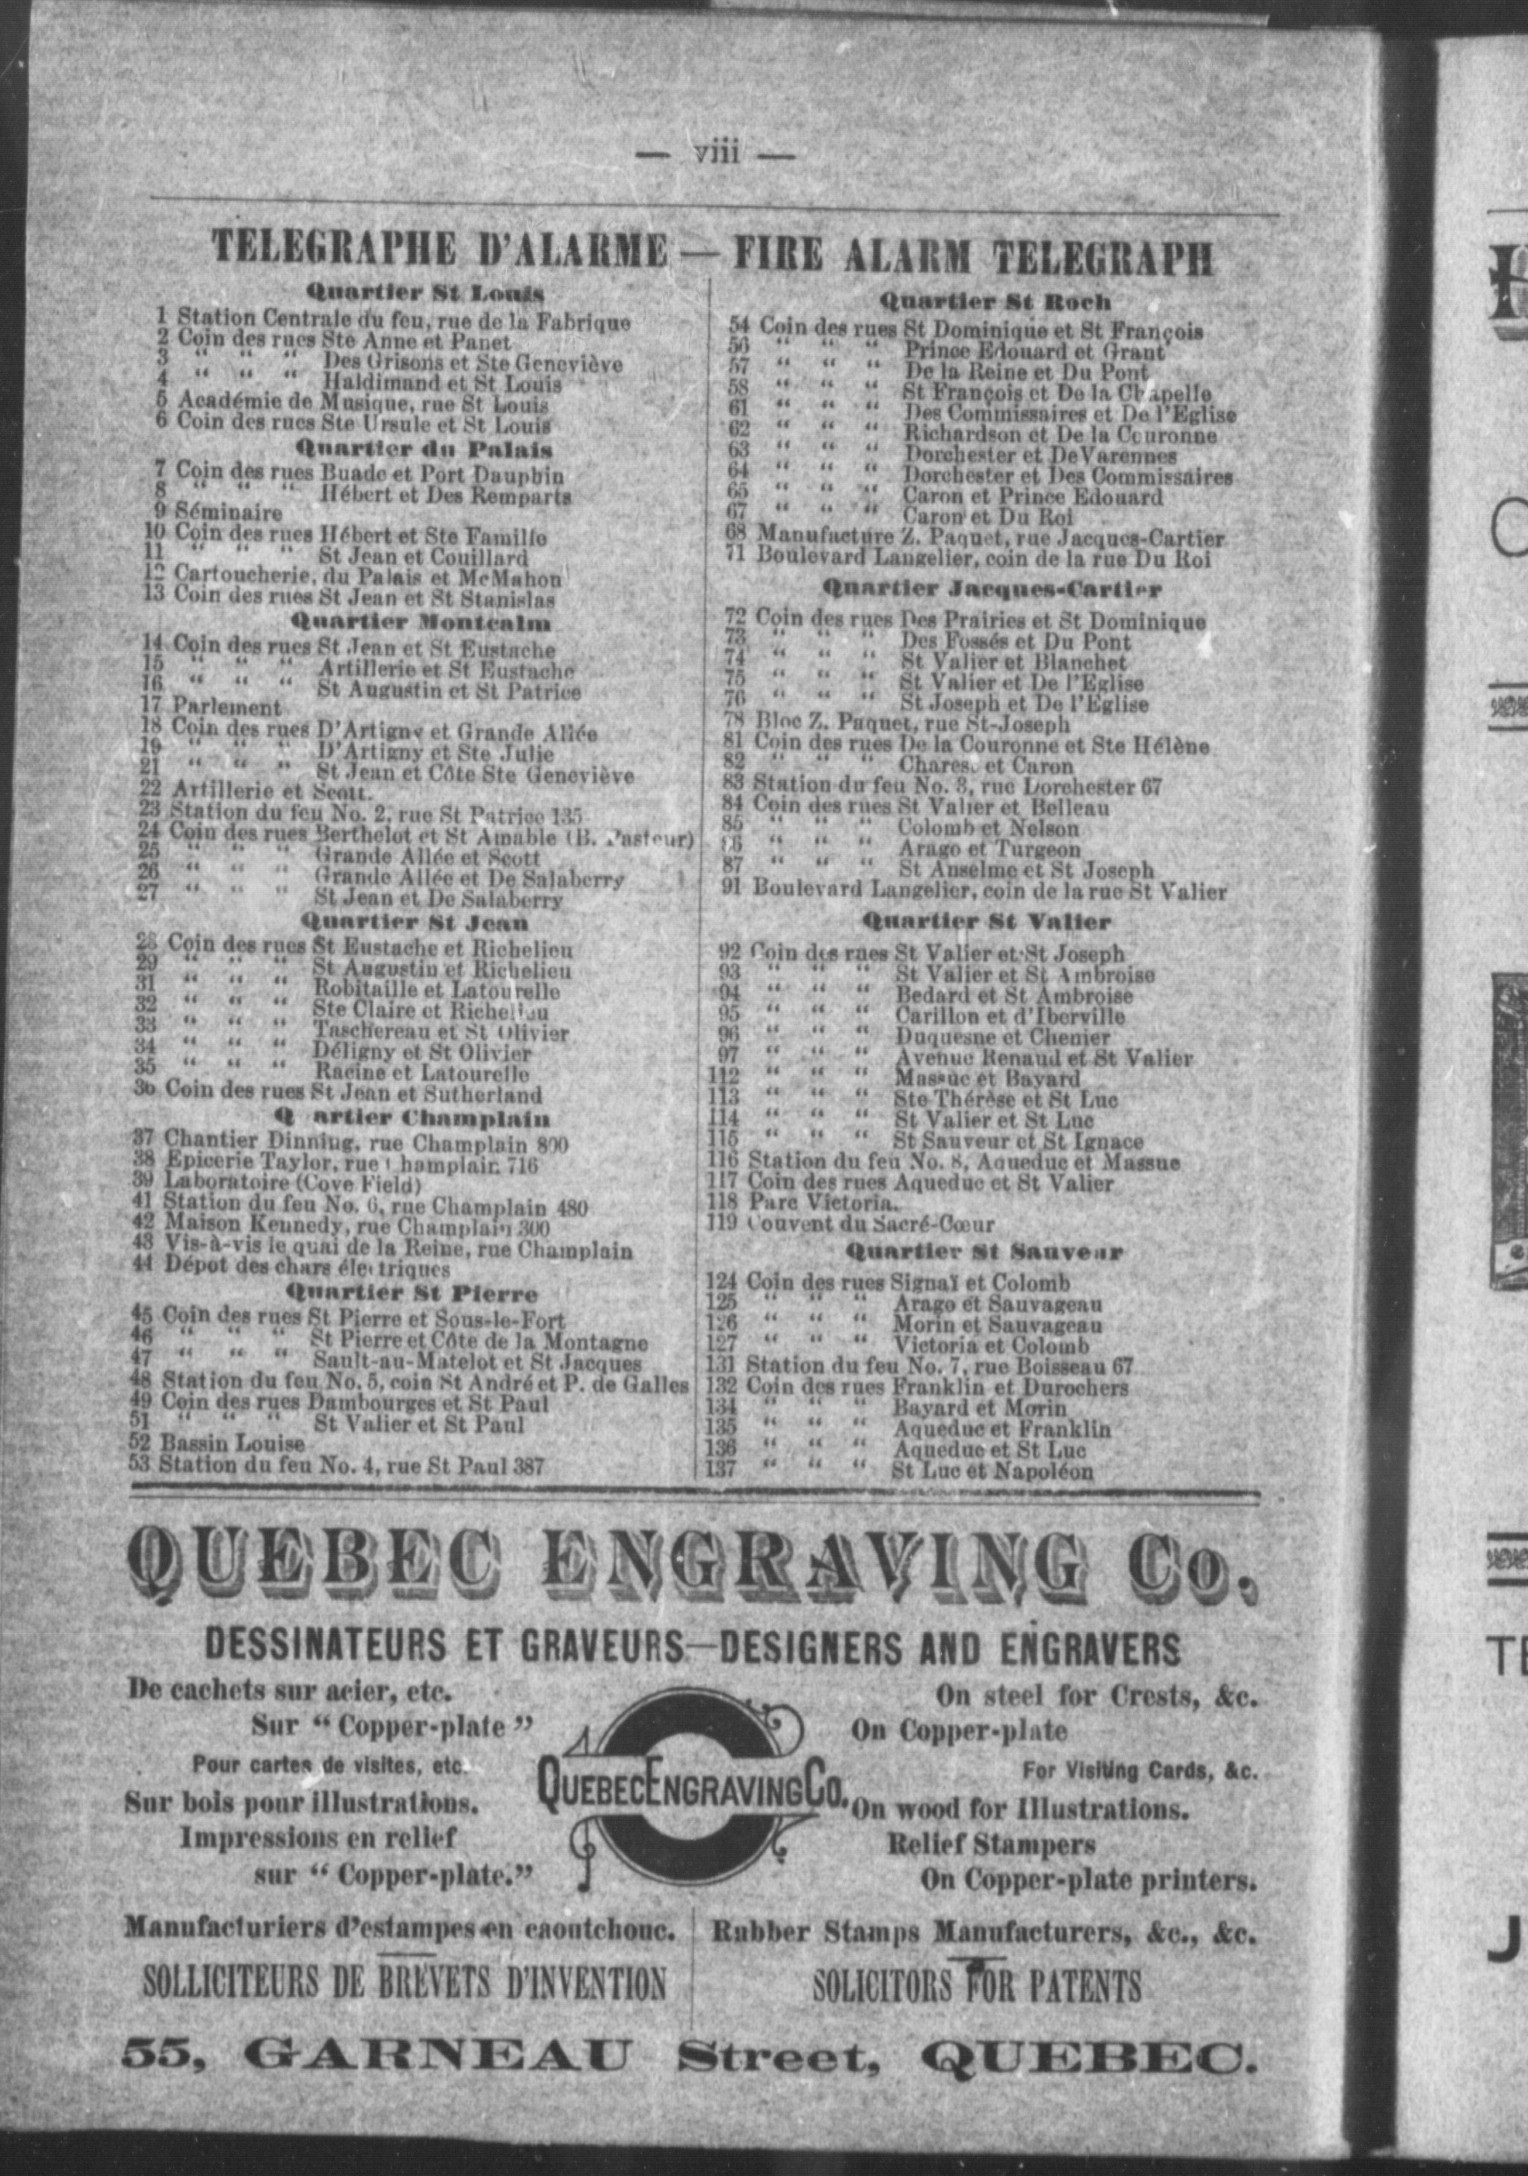 — viii —
TELEGRAPHE D'ALARME — FIRE ALARM TELEGRAPH
Quartier St Louis
1 Station Centrale du feu, rue de la Fabrique
2 Coin des rues Ste Anne et Panet
3 “ “ “ Des Grisons et Ste Geneviève
4 “ “ “ Haldimand et St Louis
5 Académie de Musique, rue St Louis
6 Coin des rues Ste Ursule et St Louis
Quartier du Palais
7 Coin des rues Buade et Port Dauphin
8 “ “ “ Hébert et Des Remparts
9 Séminaire
10 Coin des rues Hébert et Ste Famille
11 “ “ “ St Jean et Couillard
12 Cartoucherie, du Palais et McMahon
13 Coin des rues St Jean et St Stanislas
Quartier Montcalm
14 Coin des rues St Jean et St Eustache
15 “ “ “ Artillerie et St Eustache
16 “ “ “ St Augustin et St Patrice
17 Parlement
18 Coin des rues D'Artigny et Grande Allée
19 “ “ “ D'Artigny et Ste Julie
21 “ “ “ St Jean et Côte Ste Geneviève
22 Artillerie et Scott.
23 Station du feu No. 2, rue St Patrice 135
24 Coin des rues Berthelot et St Amable (B. Pasteur)
25 “ “ “ Grande Allée et Scott
26 “ “ “ Grande Allée et De Salaberry
27 “ “ “ St Jean et De Salaberry
Quartier St Jean
28 Coin des rues St Eustache et Richelieu
29 “ “ “ St Augustin et Richelieu
31 “ “ “ Robitaille et Latourelle
32 “ “ “ Ste Claire et Richelieu
33 “ “ “ Taschereau et St Olivier
34 “ “ “ Déligny et St Olivier
35 “ “ “ Racine et Latourelle
36 Coin des rues St Jean et Sutherland
Q artier Champlain
37 Chantier Dinning, rue Champlain 800
38 Epicerie Taylor, rue Champlain 716
39 Laboratoire (Cove Field)
41 Station du feu No. 6, rue Champlain 480
42 Maison Kennedy, rue Champlain 300
43 Vis-à-vis le quai de la Reine, rue Champlain
44 Dépot des chars électriques
Quartier St Pierre
45 Coin des rues St Pierre et Sous-le-Fort
46 “ “ “ St Pierre et Côte de la Montagne
47 “ “ “ Sault-au-Matelot et St Jacques
48 Station du feu No. 5, coin St André et P. de Galles
49 Coin des rues Dambourges et St Paul
51 “ “ “ St Valier et St Paul
52 Bassin Louise
53 Station du feu No. 4, rue St Paul 387
Quartier St Roch
54 Coin des rues St Dominique et St François
56 “ “ “ Prince Edouard et Grant
57 “ “ “ De la Reine et Du Pont
58 “ “ “ St François et De la Chapelle
61 “ “ “ Des Commissaires et De l'Eglise
62 “ “ “ Richardson et De la Couronne
63 “ “ “ Dorchester et DeVarennes
64 “ “ “ Dorchester et Des Commissaires
65 “ “ “ Caron et Prince Edouard
67 “ “ “ Caron et Du Roi
68 Manufacture Z. Paquet, rue Jacques-Cartier
71 Boulevard Langelier, coin de la rue Du Roi
Quartier Jacques-Cartier
72 Coin des rues Des Prairies et St Dominique
73 “ “ “ Des Fossés et Du Pont
74 “ “ “ St Valier et Blanchet
75 “ “ “ St Valier et De l'Eglise
76 “ “ “ St Joseph et De l'Eglise
78 Bloc Z. Paquet, rue St-Joseph
81 Coin des rues De la Couronne et Ste Hélène
82 “ “ “ Charest et Caron
83 Station du feu No. 3, rue Dorchester 67
84 Coin des rues St Valier et Belleau
85 “ “ “ Colomb et Nelson
86 “ “ “ Arago et Turgeon
87 “ “ “ St Anselme et St Joseph
91 Boulevard Langelier, coin de la rue St Valier
Quartier St Valier
92 Coin des rues St Valier et St Joseph
93 “ “ “ St Valier et St Ambroise
94 “ “ “ Bedard et St Ambroise
95 “ “ “ Carillon et d'Iberville
96 “ “ “ Duquesne et Chenier
97 “ “ “ Avenue Renaud et St Valier
112 “ “ “ Massue et Bayard
113 “ “ “ Ste Thérèse et St Luc
114 “ “ “ St Valier et St Luc
115 “ “ “ St Sauveur et St Ignace
116 Station du feu No. 8, Aqueduc et Massue
117 Coin des rues Aqueduc et St Valier
118 Parc Victoria.
119 Couvent du Sacré-Cœur
Quartier St Sauveur
124 Coin des rues Signaï et Colomb
125 “ “ “ Arago et Sauvageau
126 “ “ “ Morin et Sauvageau
127 “ “ “ Victoria et Colomb
131 Station du feu No. 7, rue Boisseau 67
132 Coin des rues Franklin et Durochers
134 “ “ “ Bayard et Morin
135 “ “ “ Aqueduc et Franklin
136 “ “ “ Aqueduc et St Luc
137 “ “ “ St Luc et Napoléon
QUEBEC ENGRAVING Co.
DESSINATEURS ET GRAVEURS—DESIGNERS AND ENGRAVERS
De cachets sur acier, etc.
Sur “ Copper-plate ”
Pour cartes de visites, etc.
Sur bois pour illustrations.
Impressions en relief
sur “ Copper-plate.”
QUEBEC ENGRAVING CO.
On steel for Crests, &c.
On Copper-plate
For Visiting Cards, &c.
On wood for Illustrations.
Relief Stampers
On Copper-plate printers.
Manufacturiers d'estampes en caoutchouc.
SOLLICITEURS DE BREVETS D'INVENTION
Rubber Stamps Manufacturers, &c., &c.
SOLICITORS FOR PATENTS
55, GARNEAU Street, QUEBEC.